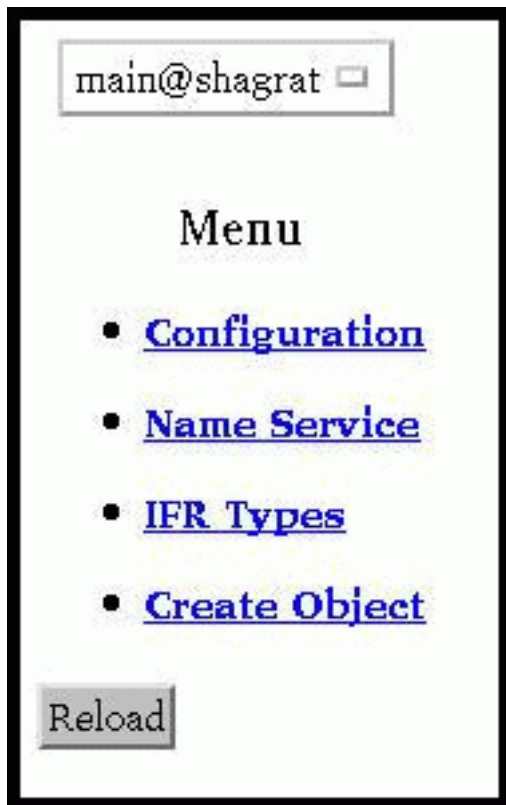 main@shagrat
Menu
Configuration
Name Service
IFR Types
Create Object
Reload